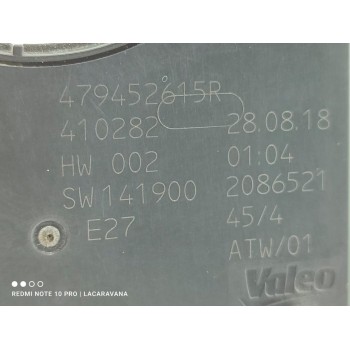 479452615R
410282 28.08.18
HW 002 01:04
SW141900 2086521
E27 45/4
ATW/01
Valeo
REDMI NOTE 10 PRO | LACARAVANA